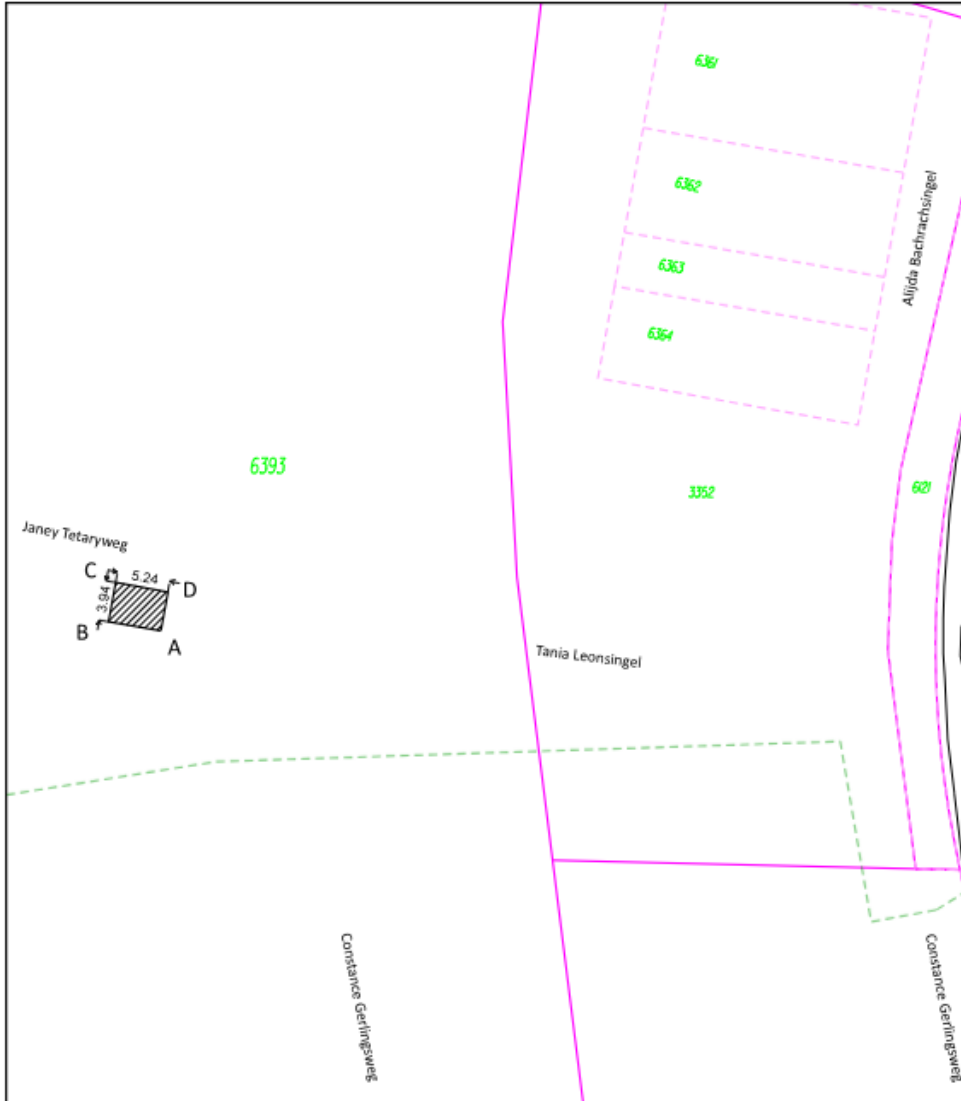 6361
6362
Alijda Bachrachsingel
6363
6364
6393
3352
6121
Janey Tetaryweg
C
5.24
D
3.94
B
A
Tania Leonsingel
Constance Gerlingsweg
Constance Gerlingsweg